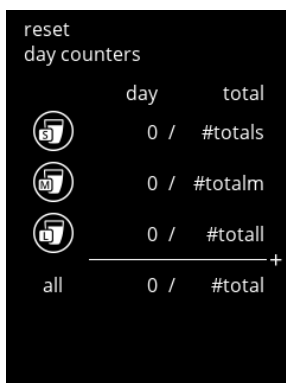 reset
day counters
day total
S 0 / #totals
M 0 / #totalm
L 0 / #totall
+
all 0 / #total